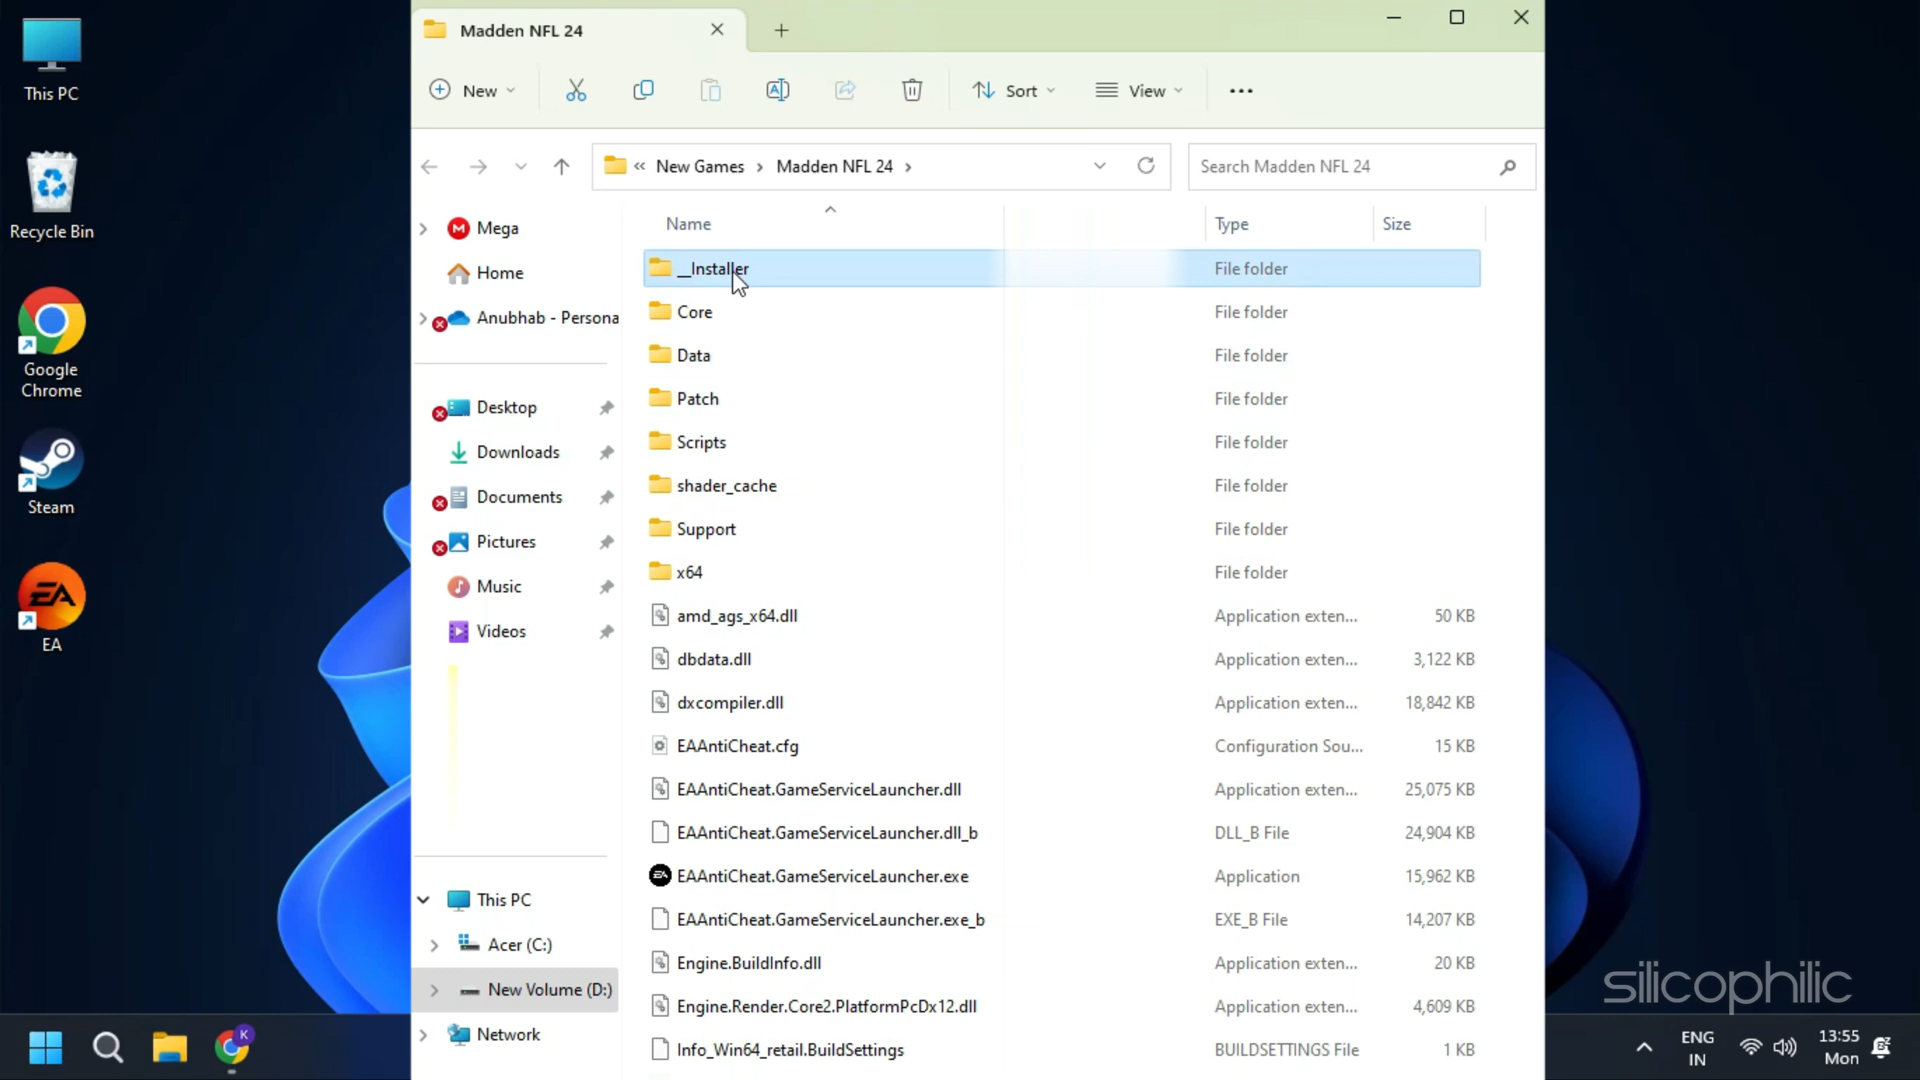 This PC
Recycle Bin
Google
Chrome
Steam
EA
EA
Madden NFL 24
New
Sort
View
« New Games > Madden NFL 24 >
Search Madden NFL 24
Mega
Home
Anubhab - Persona
Desktop
Downloads
Documents
Pictures
Music
Videos
This PC
Acer (C:)
New Volume (D:)
Network
Name Type Size
__Installer File folder
Core File folder
Data File folder
Patch File folder
Scripts File folder
shader_cache File folder
Support File folder
x64 File folder
amd_ags_x64.dll Application exten... 50 KB
dbdata.dll Application exten... 3,122 KB
dxcompiler.dll Application exten... 18,842 KB
EAAntiCheat.cfg Configuration Sou... 15 KB
EAAntiCheat.GameServiceLauncher.dll Application exten... 25,075 KB
EAAntiCheat.GameServiceLauncher.dll_b DLL_B File 24,904 KB
EAAntiCheat.GameServiceLauncher.exe Application 15,962 KB
EAAntiCheat.GameServiceLauncher.exe_b EXE_B File 14,207 KB
Engine.BuildInfo.dll Application exten... 20 KB
Engine.Render.Core2.PlatformPcDx12.dll Application exten... 4,609 KB
Info_Win64_retail.BuildSettings BUILDSETTINGS File 1 KB
silicophilic
K
ENG
IN
13:55
Mon